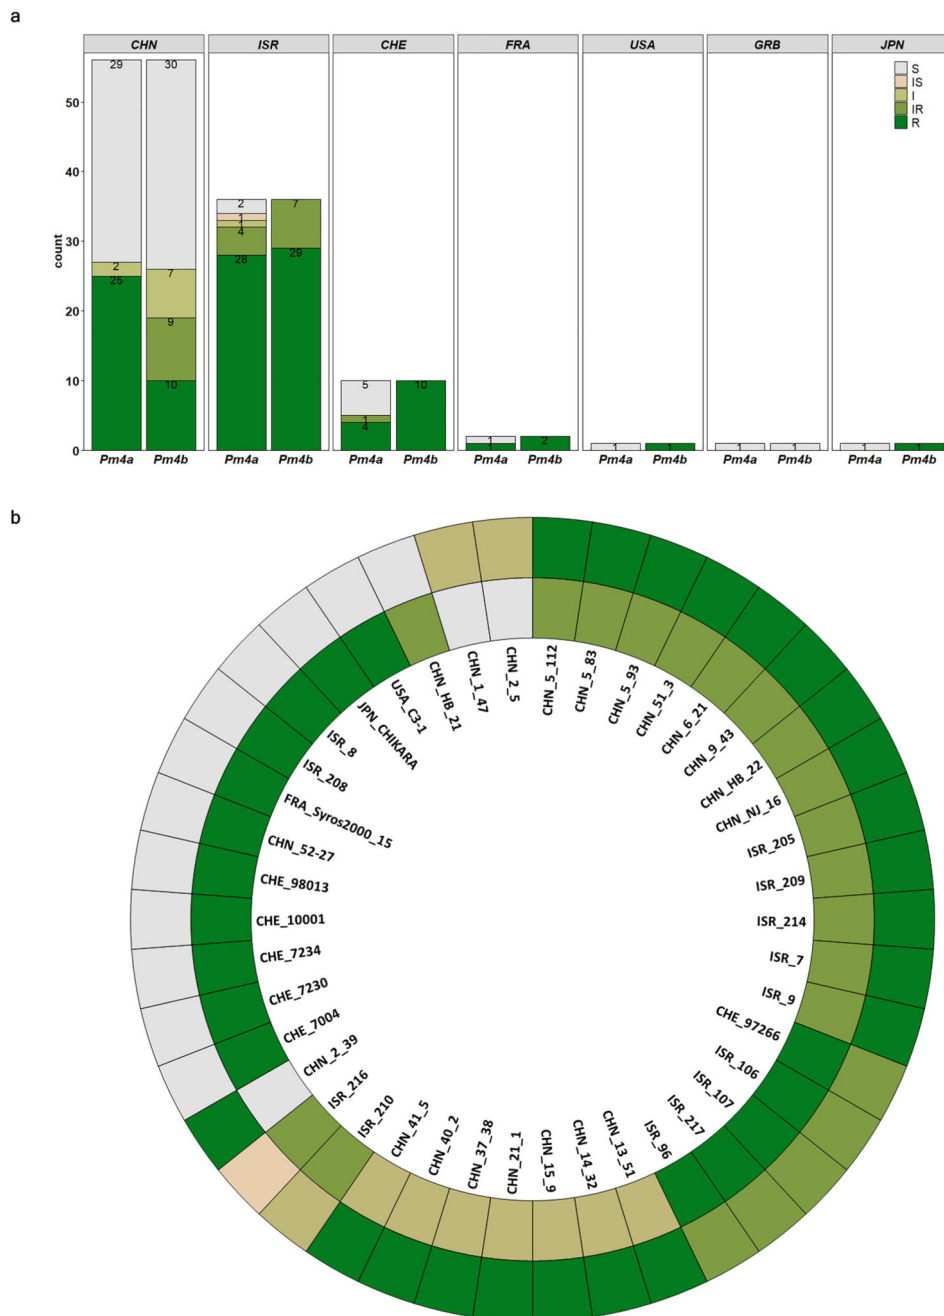 a
CHN ISR CHE FRA USA GRB JPN
S
IS
I
IR
R
count
50
40
30
20
10
0
29 30
2 7
25 9
10
2 7
1
1
4
28 29
5 10
1
4
1 2
1
1 1
1 1
1 1
Pm4a Pm4b Pm4a Pm4b Pm4a Pm4b Pm4a Pm4b Pm4a Pm4b Pm4a Pm4b Pm4a Pm4b
b
CHN_5_112
CHN_5_83
CHN_5_93
CHN_51_3
CHN_6_21
CHN_9_43
CHN_HB_22
CHN_NJ_16
ISR_205
ISR_209
ISR_214
ISR_7
ISR_9
CHE_97266
ISR_106
ISR_107
ISR_217
ISR_96
CHN_13_51
CHN_14_32
CHN_15_9
CHN_21_1
CHN_37_38
CHN_40_2
CHN_41_5
ISR_210
ISR_216
CHN_2_39
CHE_7004
CHE_7230
CHE_7234
CHE_10001
CHE_98013
CHN_52-27
FRA_Syros2000_15
ISR_208
ISR_8
JPN_CHIKARA
USA_C3-1
CHN_HB_21
CHN_1_47
CHN_2_5